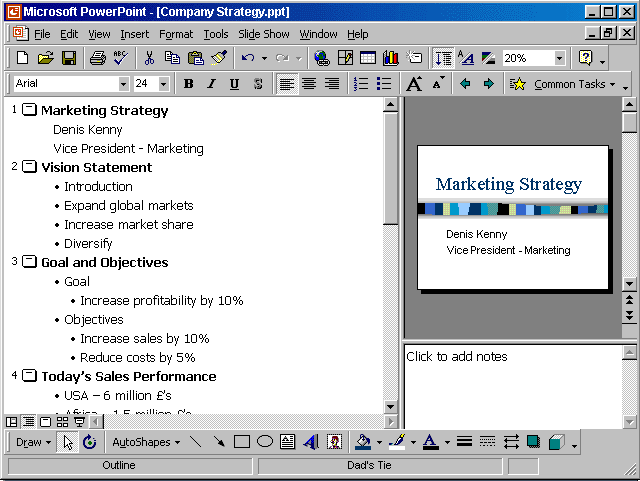 Microsoft PowerPoint - [Company Strategy.ppt]
File Edit View Insert Format Tools Slide Show Window Help
ABC 20% ?
Arial 24 B I U S A A Common Tasks
1 Marketing Strategy
Denis Kenny
Vice President - Marketing
2 Vision Statement
• Introduction
• Expand global markets
• Increase market share
• Diversify
3 Goal and Objectives
• Goal
• Increase profitability by 10%
• Objectives
• Increase sales by 10%
• Reduce costs by 5%
4 Today's Sales Performance
• USA – 6 million £'s
• Africa – 1.5 million £'s
Marketing Strategy
Denis Kenny
Vice President - Marketing
Click to add notes
Draw AutoShapes A A
Outline Dad's Tie